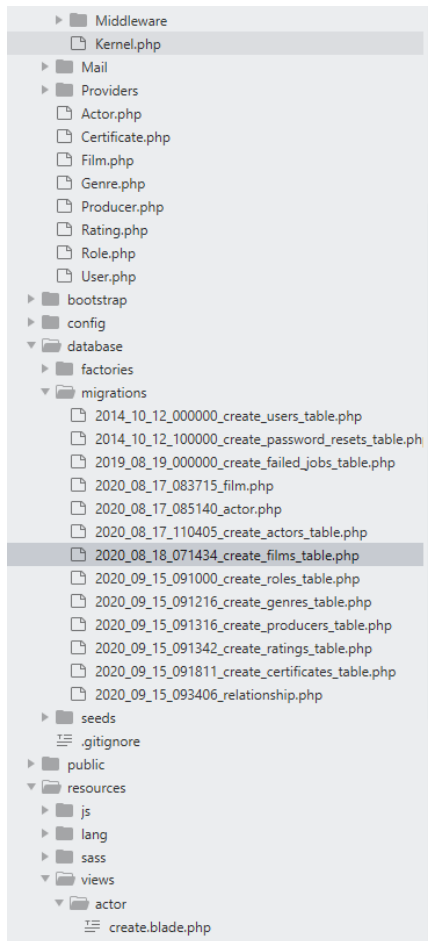 Middleware
Kernel.php
Mail
Providers
Actor.php
Certificate.php
Film.php
Genre.php
Producer.php
Rating.php
Role.php
User.php
bootstrap
config
database
factories
migrations
2014_10_12_000000_create_users_table.php
2014_10_12_100000_create_password_resets_table.ph
2019_08_19_000000_create_failed_jobs_table.php
2020_08_17_083715_film.php
2020_08_17_085140_actor.php
2020_08_17_110405_create_actors_table.php
2020_08_18_071434_create_films_table.php
2020_09_15_091000_create_roles_table.php
2020_09_15_091216_create_genres_table.php
2020_09_15_091316_create_producers_table.php
2020_09_15_091342_create_ratings_table.php
2020_09_15_091811_create_certificates_table.php
2020_09_15_093406_relationship.php
seeds
.gitignore
public
resources
js
lang
sass
views
actor
create.blade.php